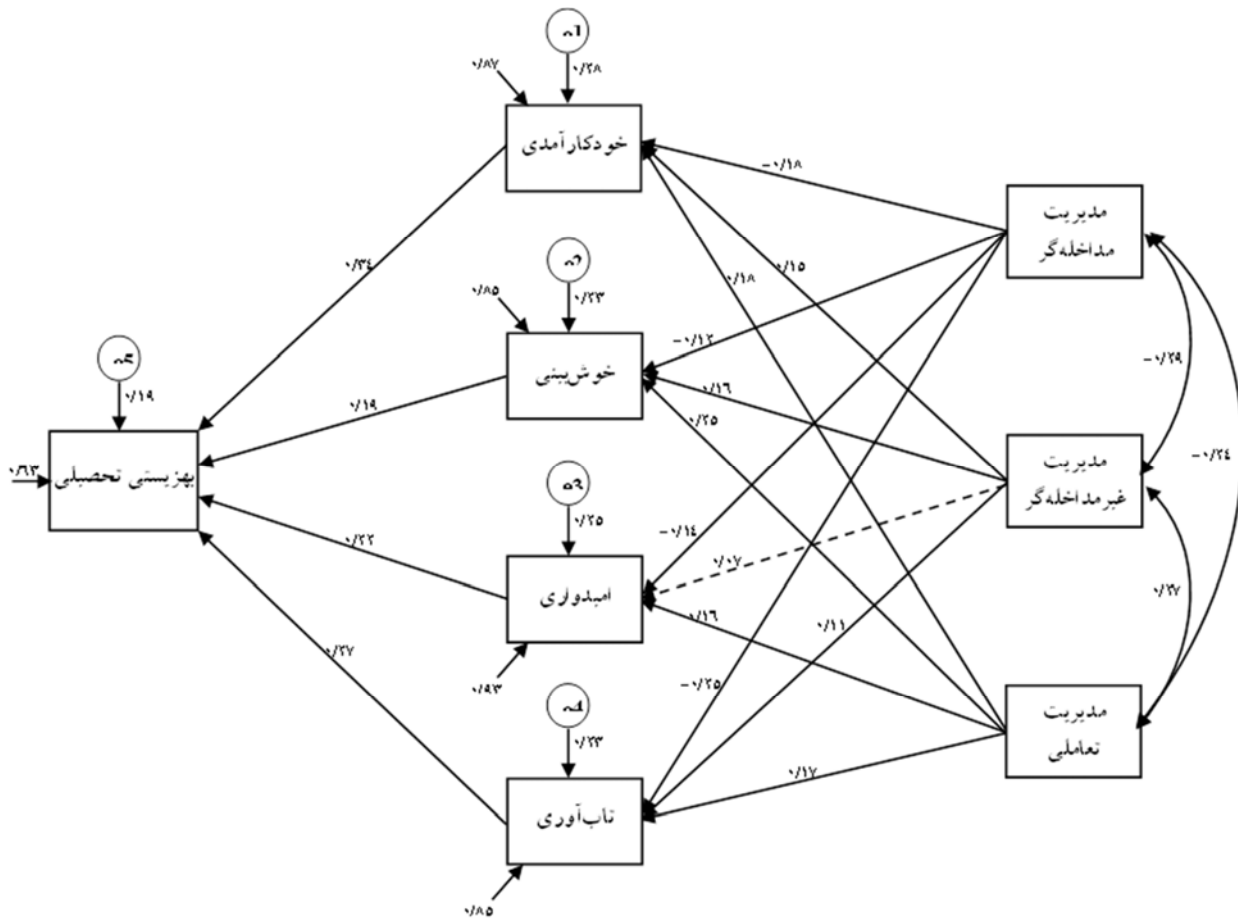 ۰/۸۷
۰/۲۸
خودکارآمدی
-۰/۱۸
مدیریت
مداخله‌گر
۰/۳۴
۰/۱۵
۰/۱۸
۰/۸۵
۰/۲۳
خوش‌بینی
-۰/۱۲
-۰/۲۹
۰/۱۹
۰/۱۶
۰/۱۹
۰/۲۵
۰/۶۳
بهزیستی تحصیلی
مدیریت
غیرمداخله‌گر
-۰/۲۴
۰/۲۵
-۰/۱۴
۰/۲۲
۰/۰۷
امیدواری
۰/۲۷
۰/۱۶
۰/۱۱
۰/۲۷
۰/۹۳
-۰/۲۵
۰/۲۳
مدیریت
تعاملی
۰/۱۷
تاب‌آوری
۰/۸۵